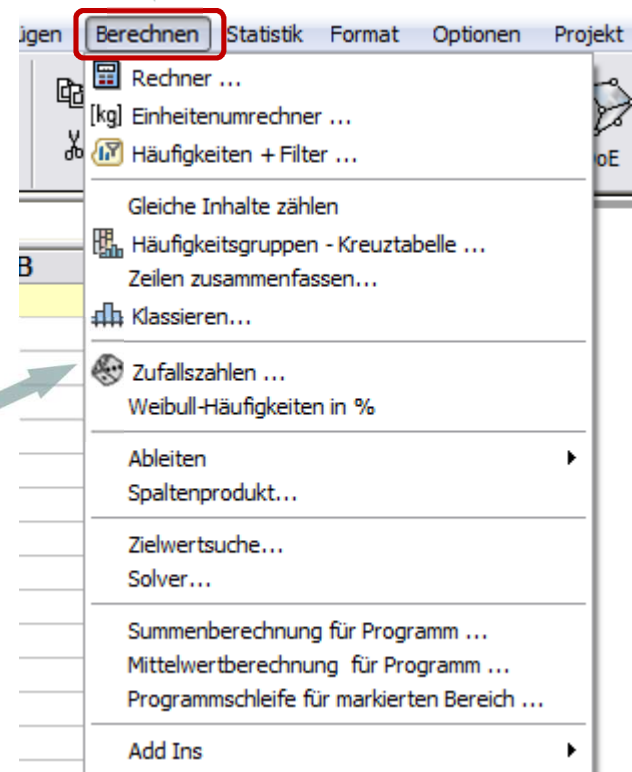 ügen Berechnen Statistik Format Optionen Projekt
Rechner ...
[kg] Einheitenumrechner ...
Häufigkeiten + Filter ...
oE
Gleiche Inhalte zählen
Häufigkeitsgruppen - Kreuztabelle ...
B
Zeilen zusammenfassen...
Klassieren...
Zufallszahlen ...
Weibull-Häufigkeiten in %
Ableiten
Spaltenprodukt...
Zielwertsuche...
Solver...
Summenberechnung für Programm ...
Mittelwertberechnung für Programm ...
Programmschleife für markierten Bereich ...
Add Ins